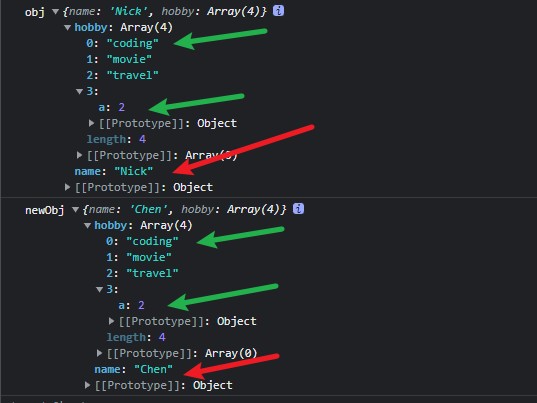 obj ▼{name: 'Nick', hobby: Array(4)} i
▼hobby: Array(4)
0: "coding"
1: "movie"
2: "travel"
▼3:
a: 2
▶[[Prototype]]: Object
length: 4
▶[[Prototype]]: Array(0)
name: "Nick"
▶[[Prototype]]: Object
newObj ▼{name: 'Chen', hobby: Array(4)} i
▼hobby: Array(4)
0: "coding"
1: "movie"
2: "travel"
▼3:
a: 2
▶[[Prototype]]: Object
length: 4
▶[[Prototype]]: Array(0)
name: "Chen"
▶[[Prototype]]: Object